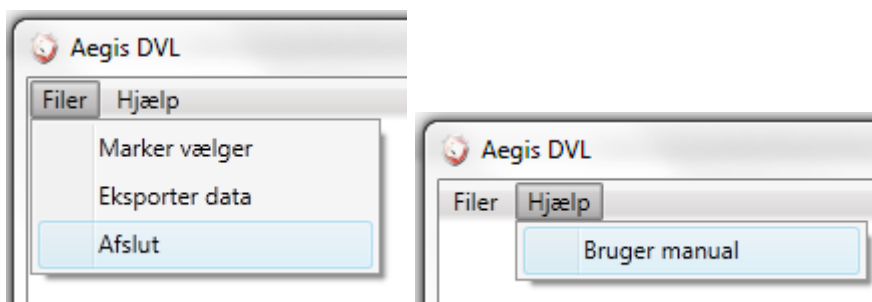 Aegis DVL
Filer Hjælp
Marker vælger
Eksporter data
Afslut
Aegis DVL
Filer Hjælp
Bruger manual